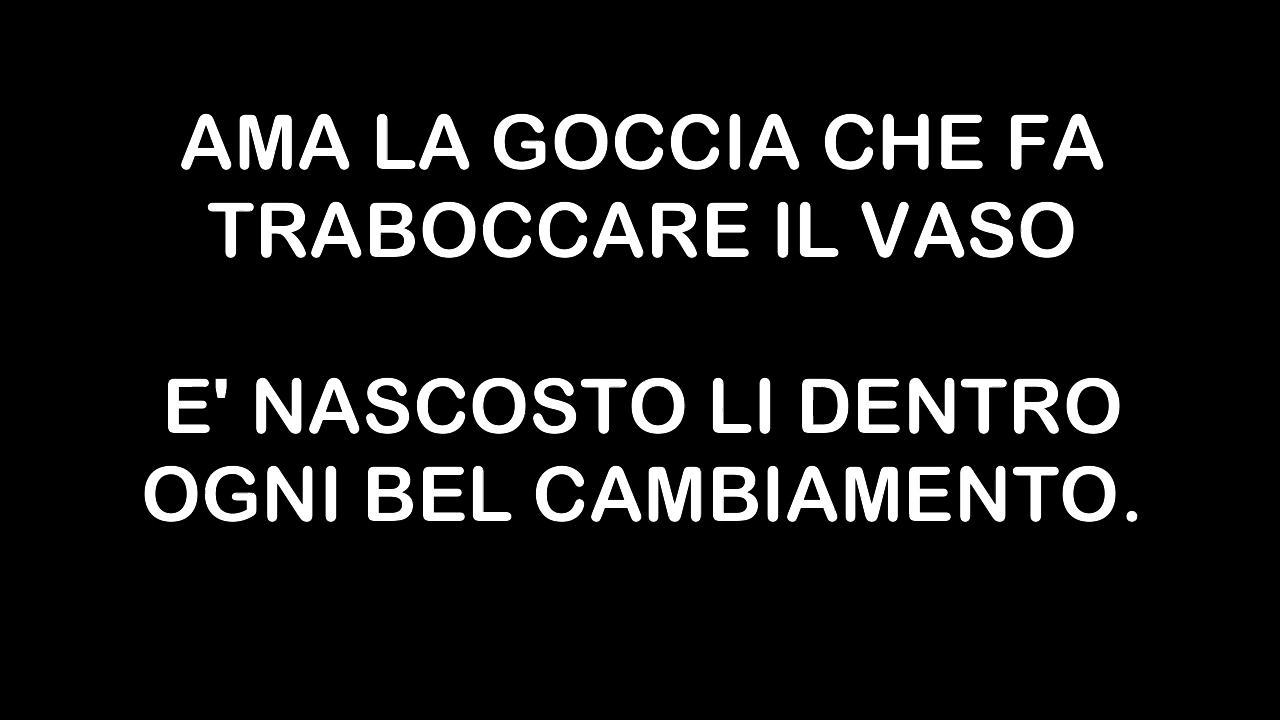 AMA LA GOCCIA CHE FA
TRABOCCARE IL VASO
E' NASCOSTO LI DENTRO
OGNI BEL CAMBIAMENTO.